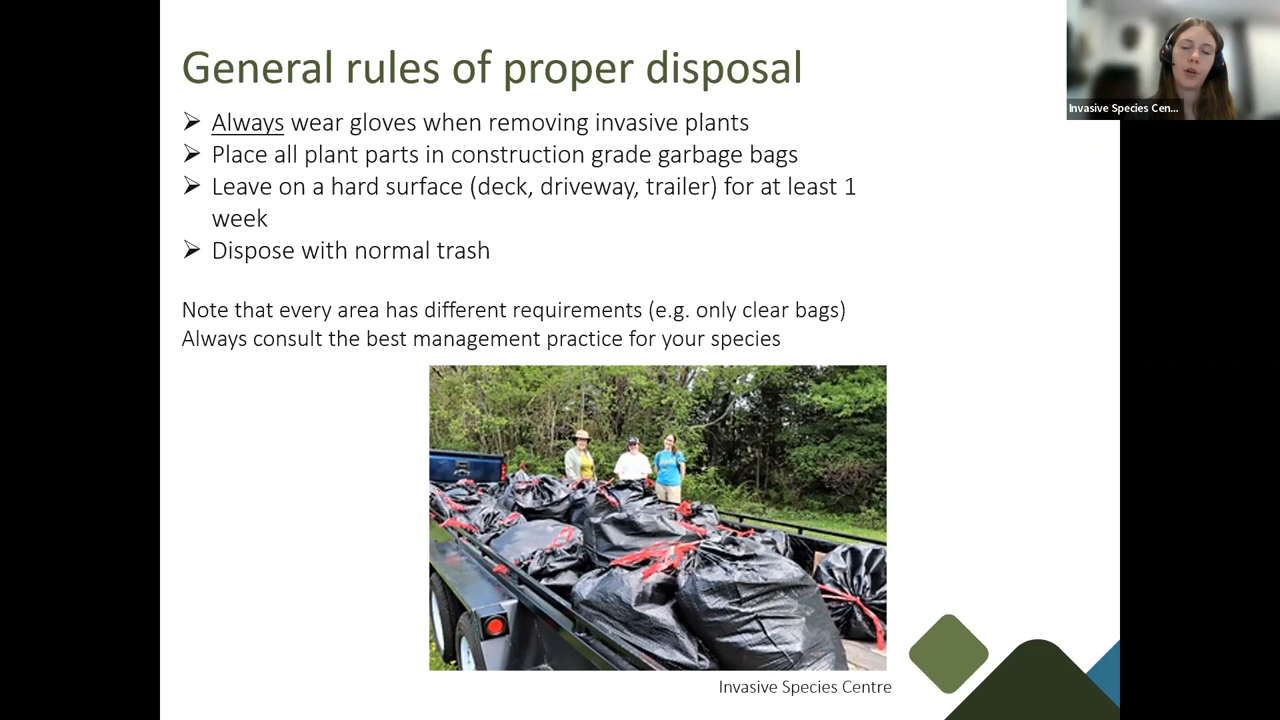 General rules of proper disposal
Invasive Species Cen...
➢ Always wear gloves when removing invasive plants
➢ Place all plant parts in construction grade garbage bags
➢ Leave on a hard surface (deck, driveway, trailer) for at least 1
week
➢ Dispose with normal trash
Note that every area has different requirements (e.g. only clear bags)
Always consult the best management practice for your species
Invasive Species Centre